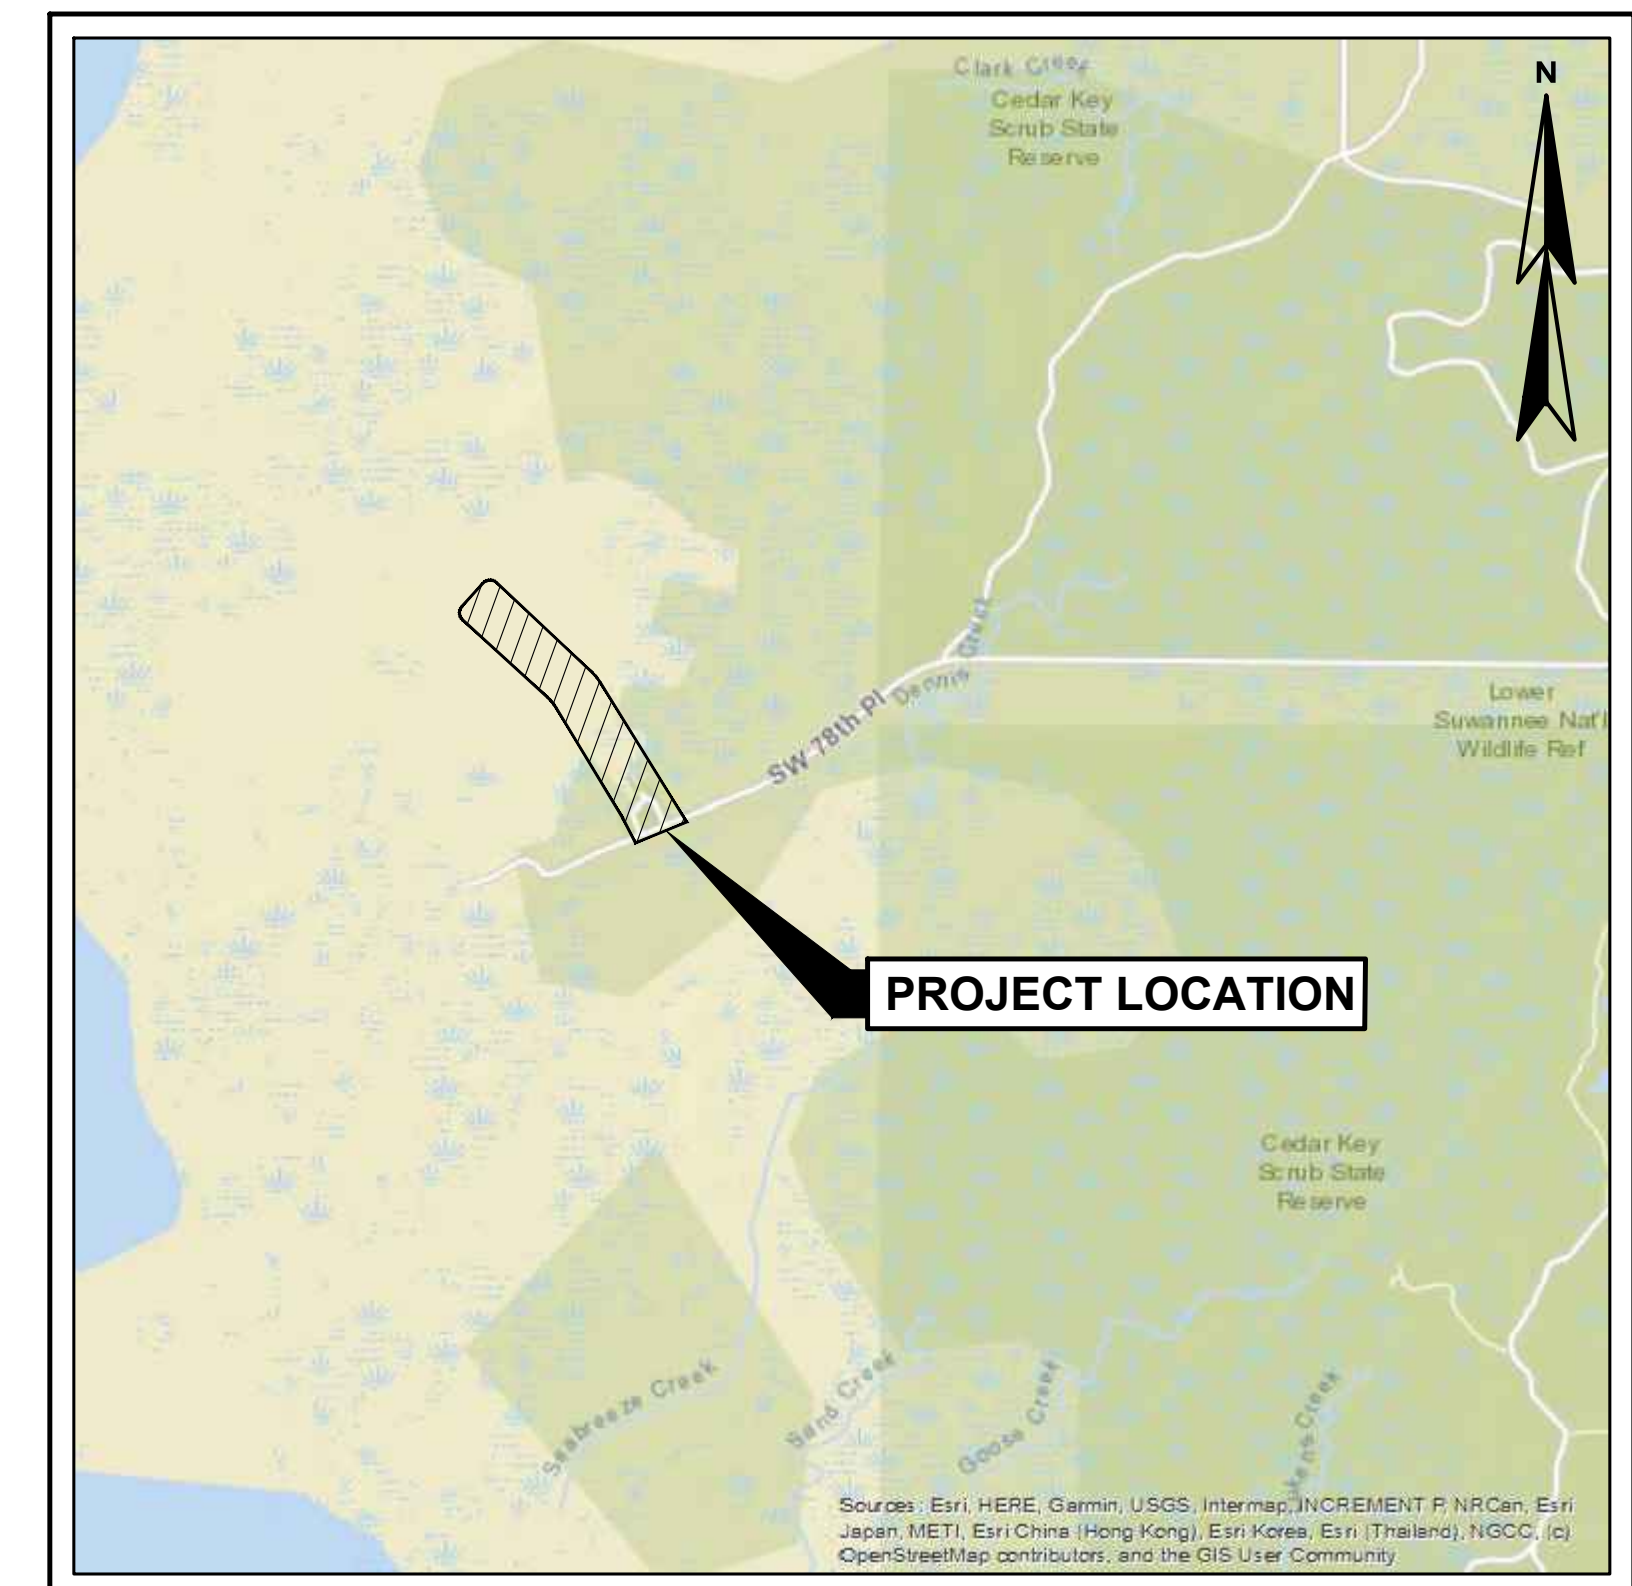 Clark Creek
Cedar Key
Scrub State
Reserve
N
Dennis Creek
SW 78th Pl
Lower
Suwannee Nat'l
Wildlife Ref
PROJECT LOCATION
Cedar Key
Scrub State
Reserve
Seabreeze Creek
Sand Creek
Goose Creek
Creek
Sources: Esri, HERE, Garmin, USGS, Intermap, INCREMENT P, NRCan, Esri
Japan, METI, Esri China (Hong Kong), Esri Korea, Esri (Thailand), NGCC, (c)
OpenStreetMap contributors, and the GIS User Community